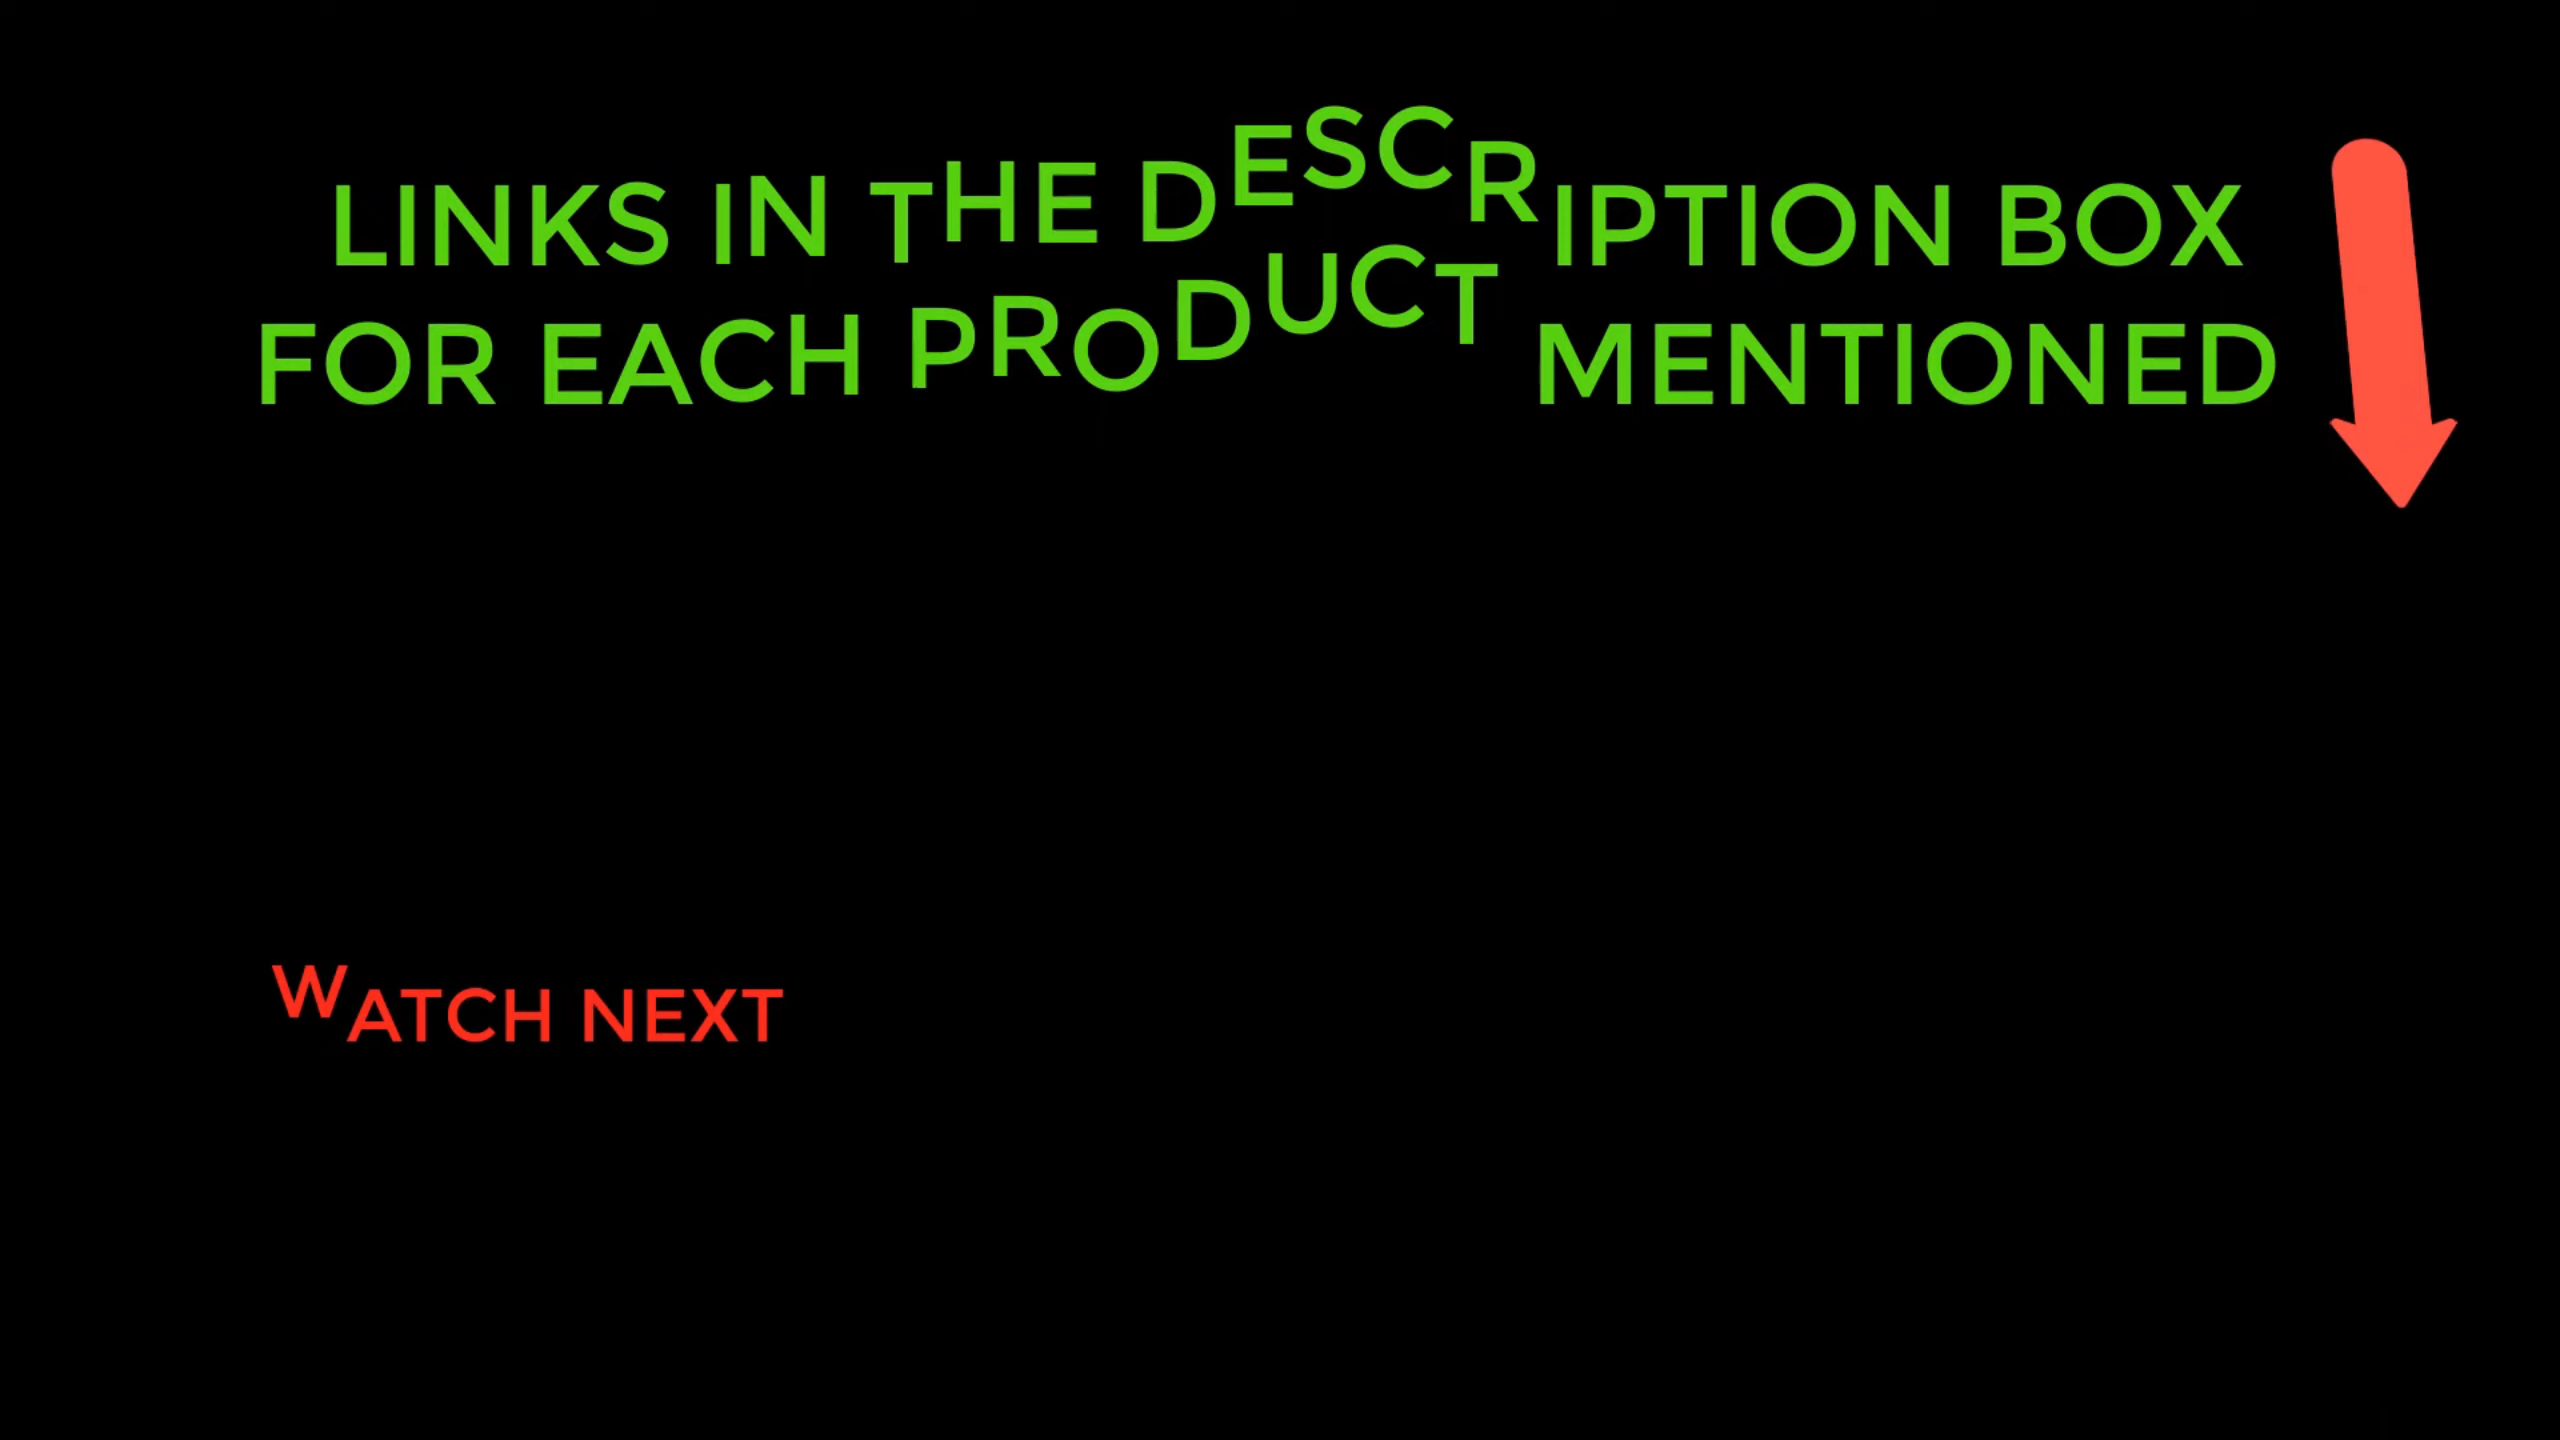 LINKS IN THE DESCRIPTION BOX
FOR EACH PRODUCT MENTIONED
WATCH NEXT